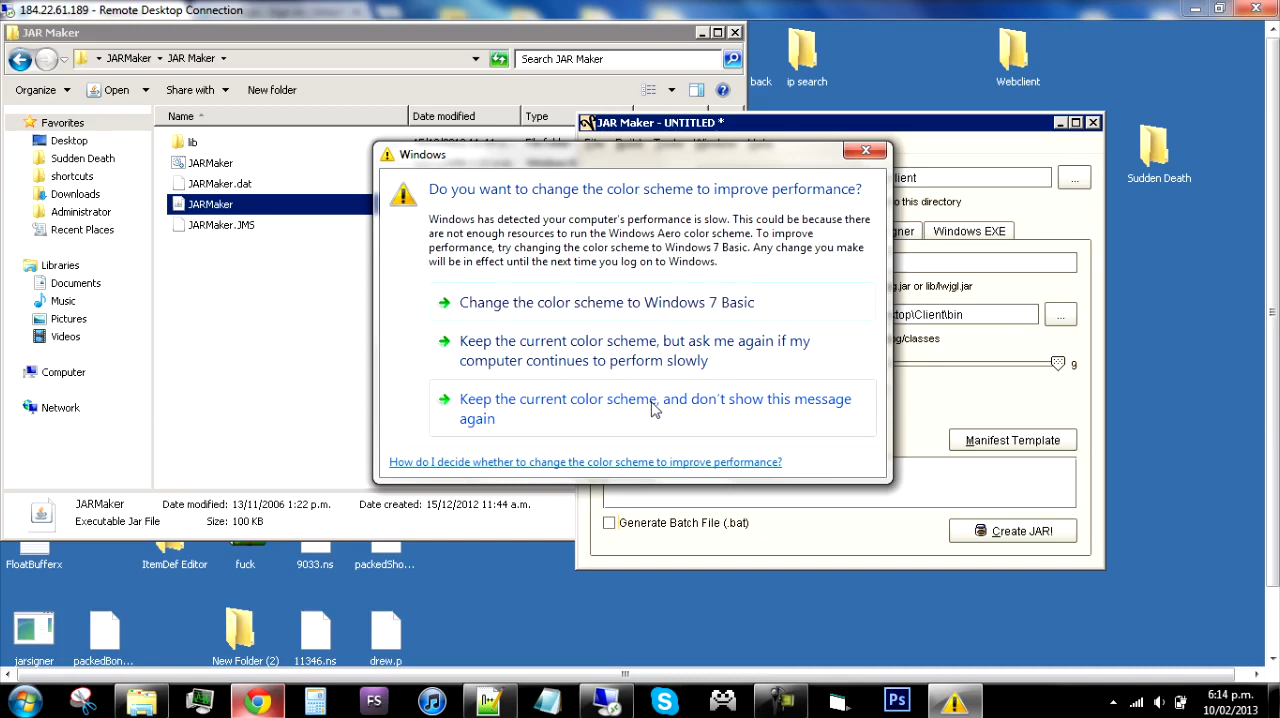 184.22.61.189 - Remote Desktop Connection
JAR Maker
JARMaker
JAR Maker
Search JAR Maker
Organize
Open
Share with
New folder
Name
Date modified
Type
Favorites
Desktop
Sudden Death
shortcuts
Downloads
Administrator
Recent Places
Libraries
Documents
Music
Pictures
Videos
Computer
Network
lib
JARMaker
JARMaker.dat
JARMaker
JARMaker.JM5
JARMaker
Executable Jar File
Date modified: 13/11/2006 1:22 p.m.
Size: 100 KB
Date created: 15/12/2012 11:44 a.m.
back
ip search
Webclient
Sudden Death
JAR Maker - UNTITLED *
...
o this directory
Windows EXE
g.jar or lib/lwjgl.jar
top\Client\bin
...
g/classes
9
Manifest Template
Generate Batch File (.bat)
Create JAR!
Windows
Do you want to change the color scheme to improve performance?
Windows has detected your computer's performance is slow. This could be because there
are not enough resources to run the Windows Aero color scheme. To improve
performance, try changing the color scheme to Windows 7 Basic. Any change you make
will be in effect until the next time you log on to Windows.
Change the color scheme to Windows 7 Basic
Keep the current color scheme, but ask me again if my
computer continues to perform slowly
Keep the current color scheme, and don't show this message
again
How do I decide whether to change the color scheme to improve performance?
FloatBufferx
ItemDef Editor
fuck
9033.ns
packedSho...
jarsigner
packedBon...
New Folder (2)
11346.ns
drew.p
FS
Ps
6:14 p.m.
10/02/2013